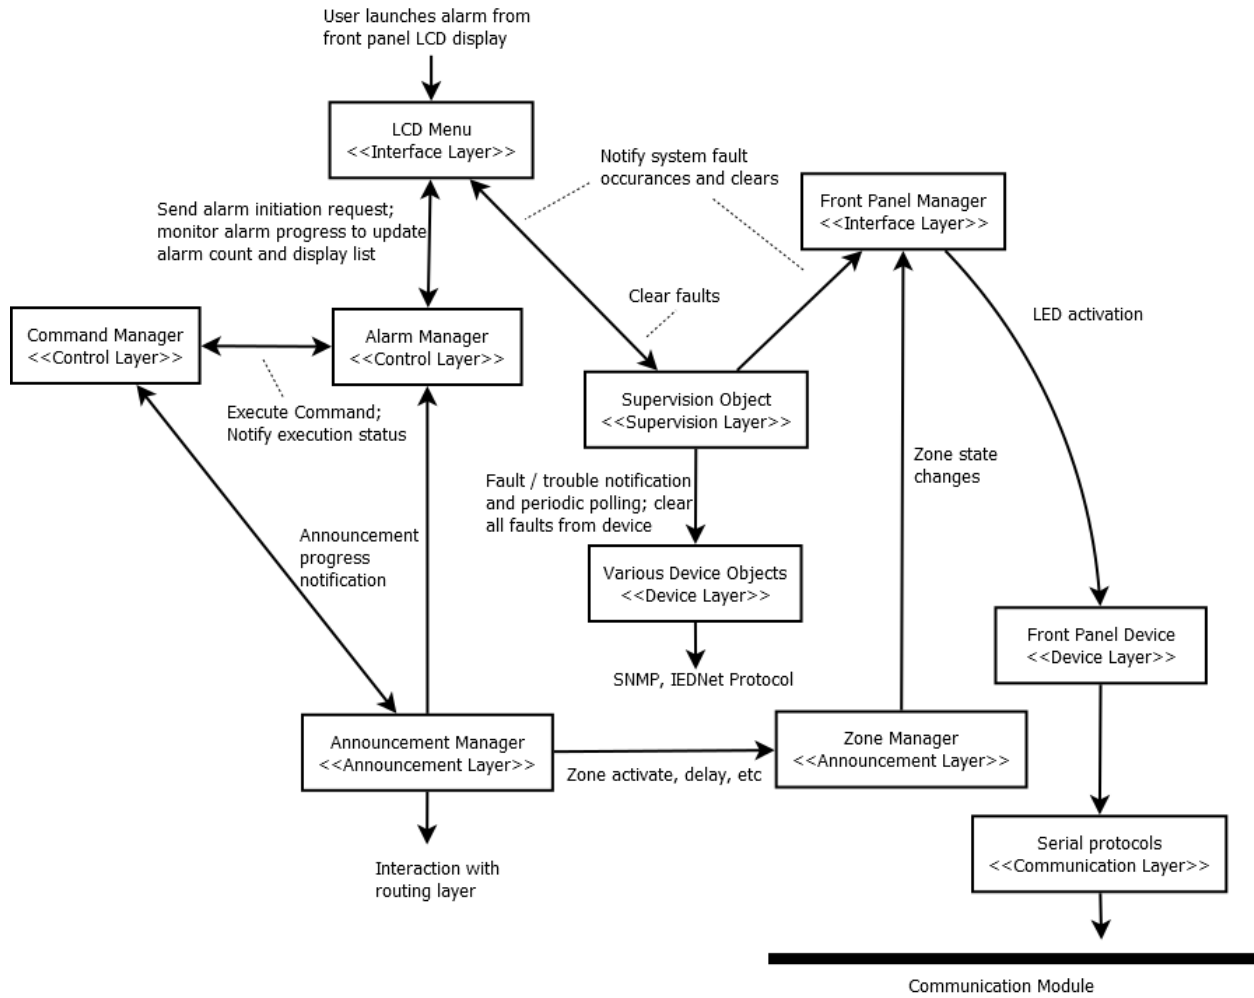 User launches alarm from
front panel LCD display
LCD Menu
<<Interface Layer>>
Notify system fault
occurances and clears
Front Panel Manager
<<Interface Layer>>
Send alarm initiation request;
monitor alarm progress to update
alarm count and display list
Clear faults
LED activation
Command Manager
<<Control Layer>>
Alarm Manager
<<Control Layer>>
Execute Command;
Notify execution status
Supervision Object
<<Supervision Layer>>
Zone state
changes
Fault / trouble notification
and periodic polling; clear
all faults from device
Announcement
progress
notification
Various Device Objects
<<Device Layer>>
SNMP, IEDNet Protocol
Front Panel Device
<<Device Layer>>
Announcement Manager
<<Announcement Layer>>
Zone activate, delay, etc
Zone Manager
<<Announcement Layer>>
Interaction with
routing layer
Serial protocols
<<Communication Layer>>
Communication Module